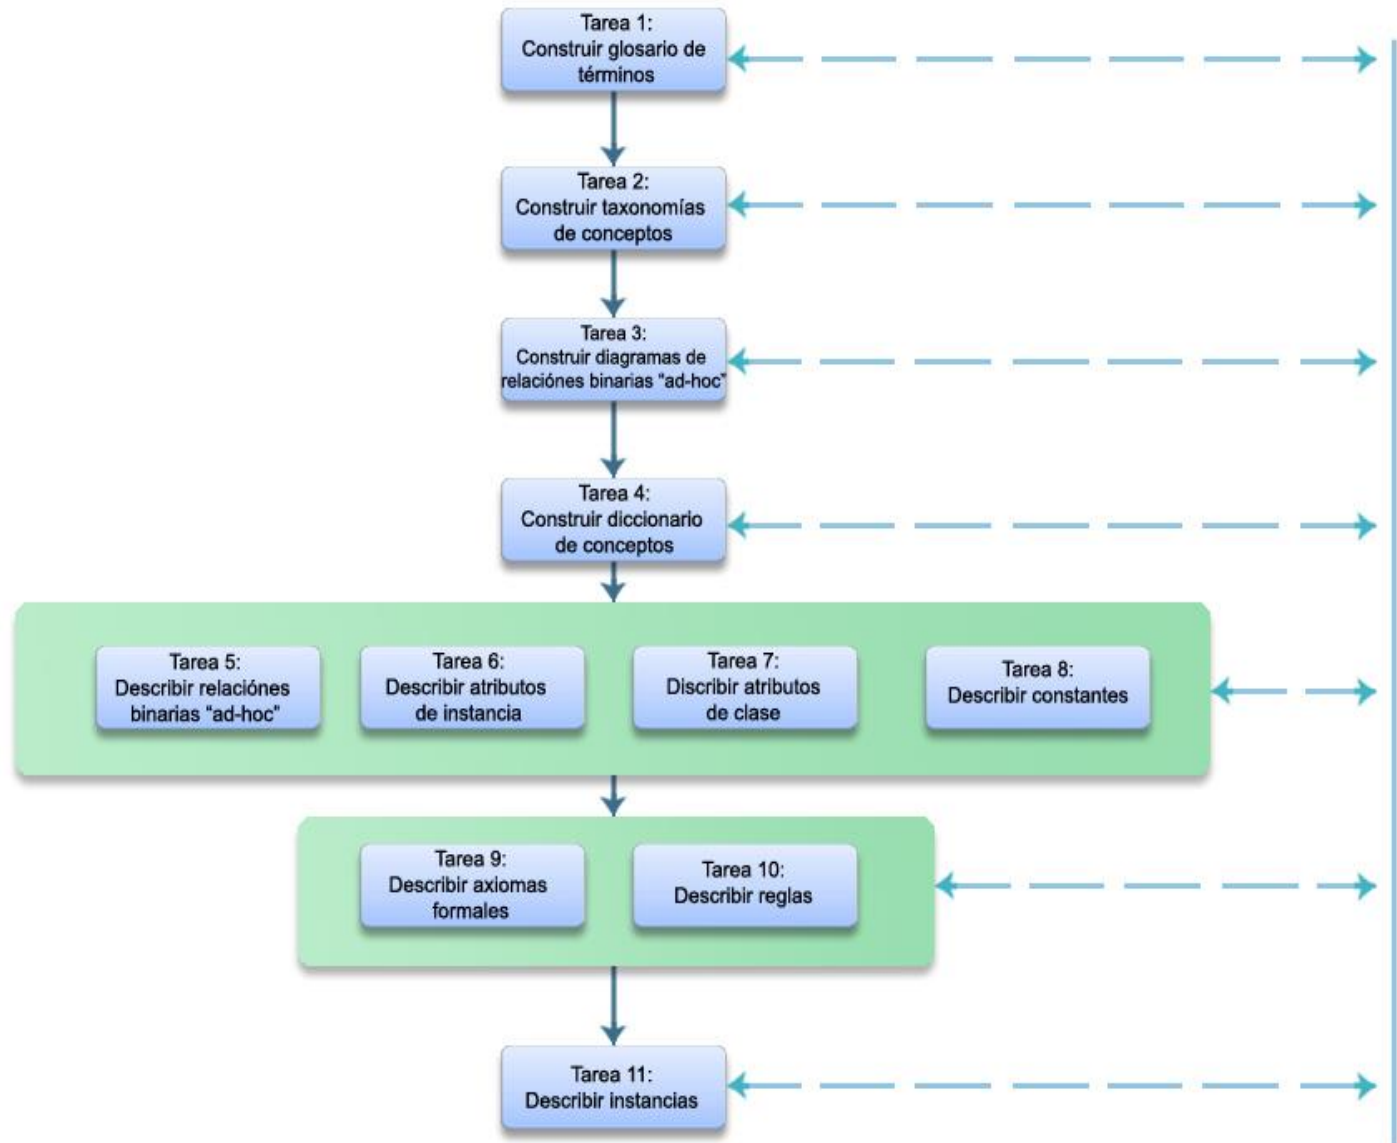 Tarea 1:
Construir glosario de
términos
Tarea 2:
Construir taxonomías
de conceptos
Tarea 3:
Construir diagramas de
relaciónes binarias “ad-hoc”
Tarea 4:
Construir diccionario
de conceptos
Tarea 5:
Describir relaciónes
binarias “ad-hoc”
Tarea 6:
Describir atributos
de instancia
Tarea 7:
Discribir atributos
de clase
Tarea 8:
Describir constantes
Tarea 9:
Describir axiomas
formales
Tarea 10:
Describir reglas
Tarea 11:
Describir instancias